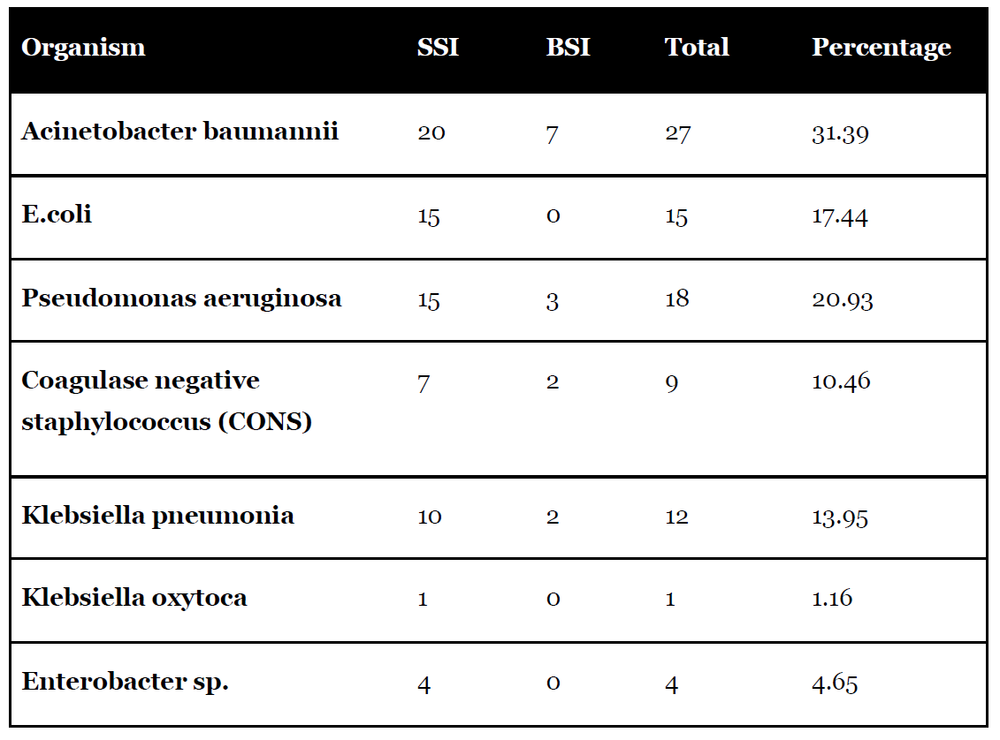 Organism SSI BSI Total Percentage
Acinetobacter baumannii 20 7 27 31.39
E.coli 15 0 15 17.44
Pseudomonas aeruginosa 15 3 18 20.93
Coagulase negative 7 2 9 10.46
staphylococcus (CONS)
Klebsiella pneumonia 10 2 12 13.95
Klebsiella oxytoca 1 0 1 1.16
Enterobacter sp. 4 0 4 4.65